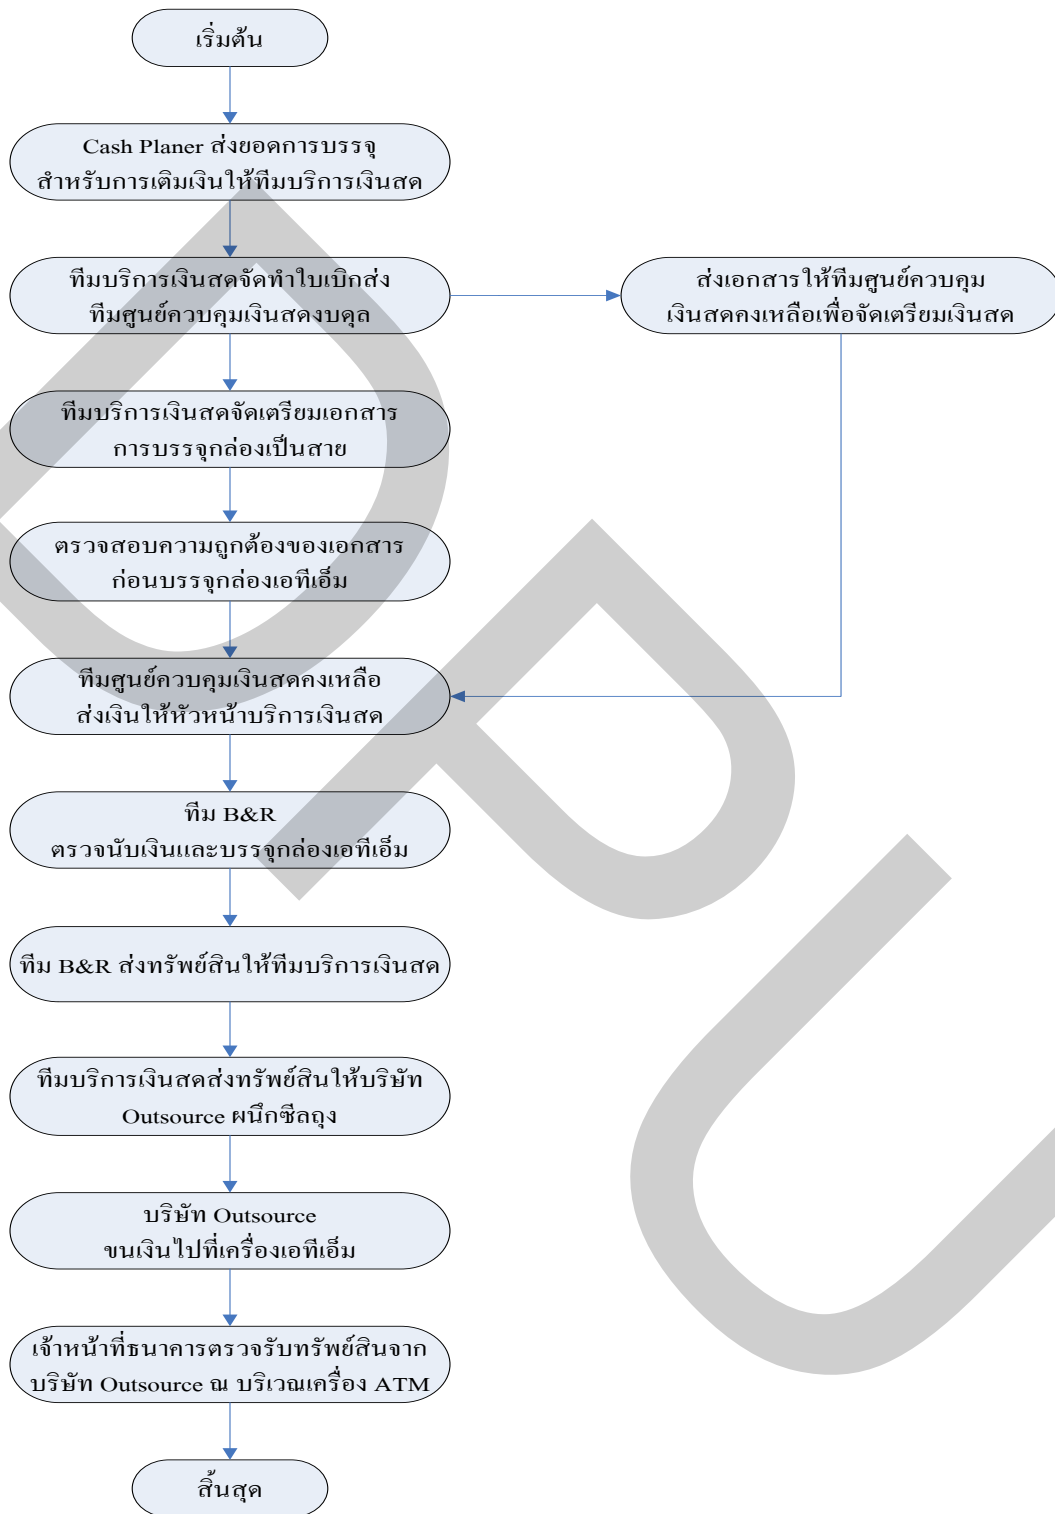 เริ่มต้น
Cash Planer ส่งยอดการบรรจุ
สำหรับการเติมเงินให้ทีมบริการเงินสด
ทีมบริการเงินสดจัดทำใบเบิกส่ง
ทีมศูนย์ควบคุมเงินสดงบดุล
ส่งเอกสารให้ทีมศูนย์ควบคุม
เงินสดคงเหลือเพื่อจัดเตรียมเงินสด
ทีมบริการเงินสดจัดเตรียมเอกสาร
การบรรจุกล่องเป็นสาย
ตรวจสอบความถูกต้องของเอกสาร
ก่อนบรรจุกล่องเอทีเอ็ม
ทีมศูนย์ควบคุมเงินสดคงเหลือ
ส่งเงินให้หัวหน้าบริการเงินสด
ทีม B&R
ตรวจนับเงินและบรรจุกล่องเอทีเอ็ม
ทีม B&R ส่งทรัพย์สินให้ทีมบริการเงินสด
ทีมบริการเงินสดส่งทรัพย์สินให้บริษัท
Outsource ผนึกซีลถุง
บริษัท Outsource
ขนเงินไปที่เครื่องเอทีเอ็ม
เจ้าหน้าที่ธนาคารตรวจรับทรัพย์สินจาก
บริษัท Outsource ณ บริเวณเครื่อง ATM
สิ้นสุด
DPU